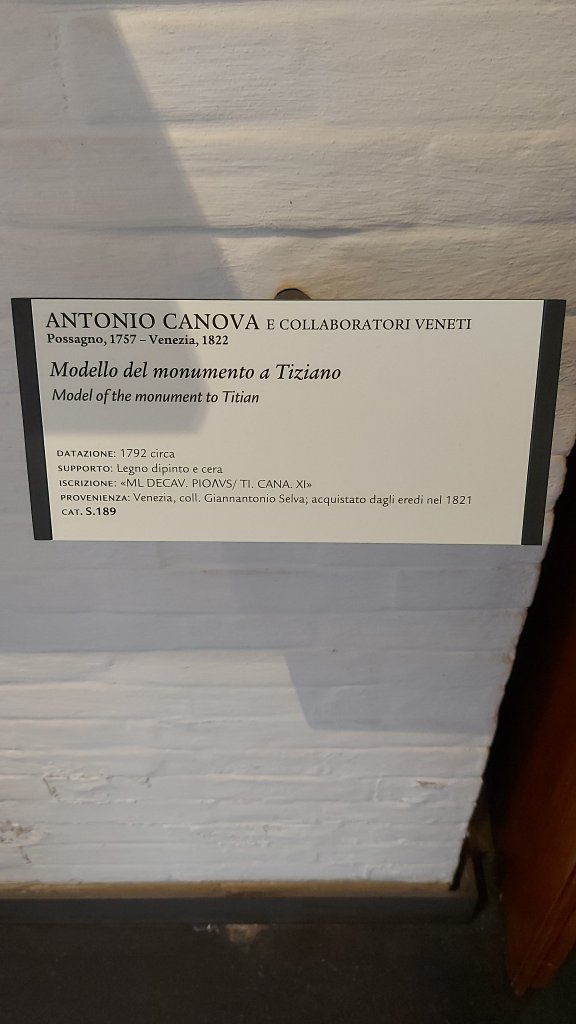 ANTONIO CANOVA E COLLABORATORI VENETI
Possagno, 1757 – Venezia, 1822
Modello del monumento a Tiziano
Model of the monument to Titian
DATAZIONE: 1792 circa
SUPPORTO: Legno dipinto e cera
ISCRIZIONE: «ML DECAV. PIOΛVS/ TI. CANA. XI»
PROVENIENZA: Venezia, coll. Giannantonio Selva; acquistato dagli eredi nel 1821
CAT. S.189